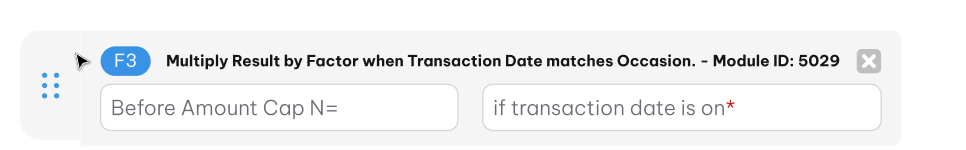 F3 Multiply Result by Factor when Transaction Date matches Occasion. - Module ID: 5029
Before Amount Cap N= if transaction date is on*